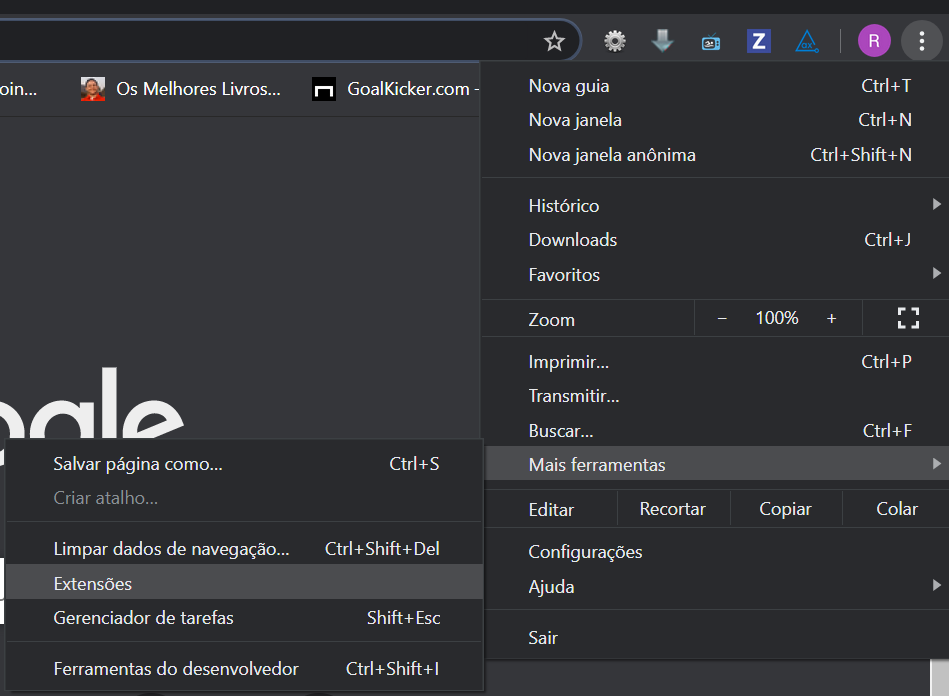 Z
R
oin...
Os Melhores Livros...
GoalKicker.com -
Nova guia Ctrl+T
Nova janela Ctrl+N
Nova janela anônima Ctrl+Shift+N
Histórico
Downloads Ctrl+J
Favoritos
Zoom − 100% +
Imprimir... Ctrl+P
Transmitir...
Buscar... Ctrl+F
Mais ferramentas
Editar Recortar Copiar Colar
Configurações
Ajuda
Sair
ogle
Salvar página como... Ctrl+S
Criar atalho...
Limpar dados de navegação... Ctrl+Shift+Del
Extensões
Gerenciador de tarefas Shift+Esc
Ferramentas do desenvolvedor Ctrl+Shift+I